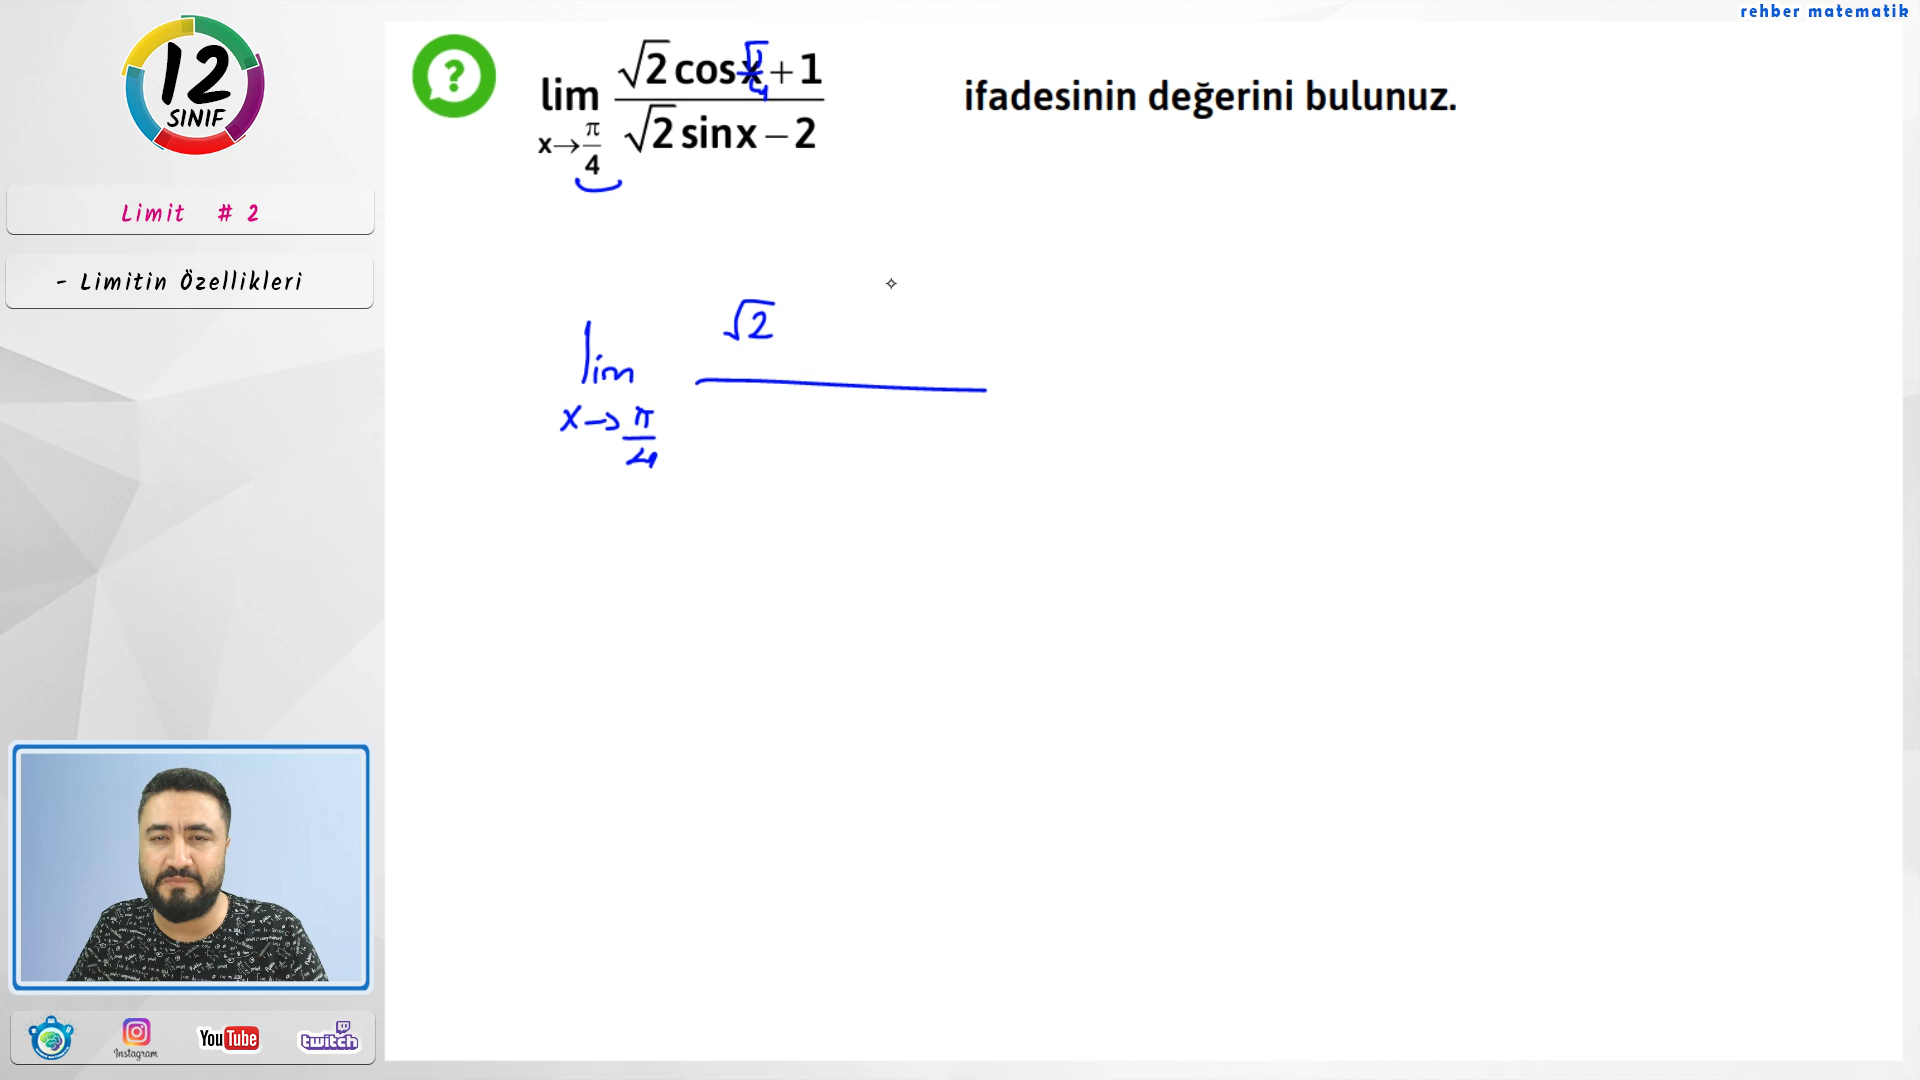 rehber matematik
12
SINIF
Limit # 2
- Limitin Özellikleri
?
lim x→π/4 (√2 cosx + 1)/(√2 sinx − 2) ifadesinin değerini bulunuz.
π/4
lim x→π/4 √2
Instagram
YouTube
twitch